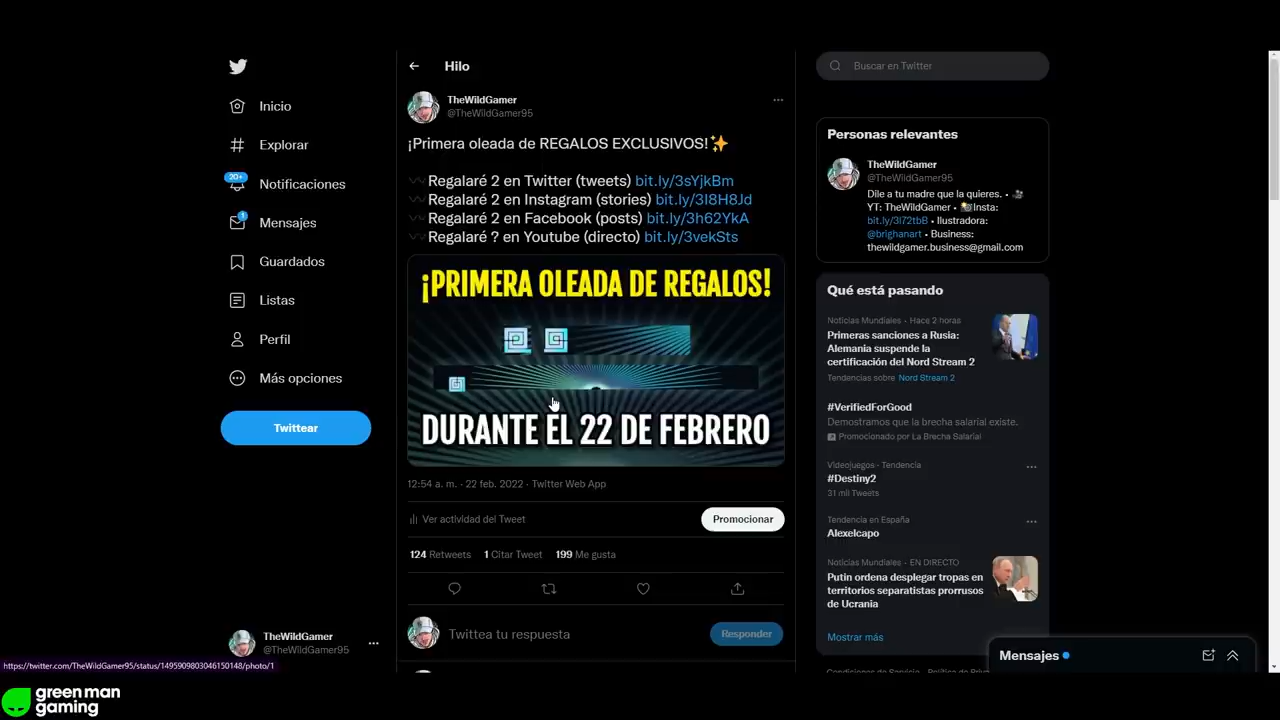 Inicio
Explorar
20+
Notificaciones
1
Mensajes
Guardados
Listas
Perfil
Más opciones
Twittear
TheWildGamer
@TheWildGamer95
https://twitter.com/TheWildGamer95/status/1495909803046150148/photo/1
green man
gaming
Hilo
TheWildGamer
@TheWildGamer95
¡Primera oleada de REGALOS EXCLUSIVOS!
Regalaré 2 en Twitter (tweets) bit.ly/3sYjkBm
Regalaré 2 en Instagram (stories) bit.ly/3I8H8Jd
Regalaré 2 en Facebook (posts) bit.ly/3h62YkA
Regalaré ? en Youtube (directo) bit.ly/3vekSts
¡PRIMERA OLEADA DE REGALOS!
DURANTE EL 22 DE FEBRERO
12:54 a. m. · 22 feb. 2022 · Twitter Web App
Ver actividad del Tweet
Promocionar
124 Retweets 1 Citar Tweet 199 Me gusta
Twittea tu respuesta
Responder
Buscar en Twitter
Personas relevantes
TheWildGamer
@TheWildGamer95
Dile a tu madre que la quieres. •
YT: TheWildGamer • Insta:
bit.ly/3l72tbB • Ilustradora:
@brighanart • Business:
thewildgamer.business@gmail.com
Qué está pasando
Noticias Mundiales · Hace 2 horas
Primeras sanciones a Rusia:
Alemania suspende la
certificación del Nord Stream 2
Tendencias sobre Nord Stream 2
#VerifiedForGood
Demostramos que la brecha salarial existe.
Promocionado por La Brecha Salarial
Videojuegos · Tendencia
#Destiny2
31 mil Tweets
Tendencia en España
Alexelcapo
Noticias Mundiales · EN DIRECTO
Putin ordena desplegar tropas en
territorios separatistas prorrusos
de Ucrania
Mostrar más
Mensajes